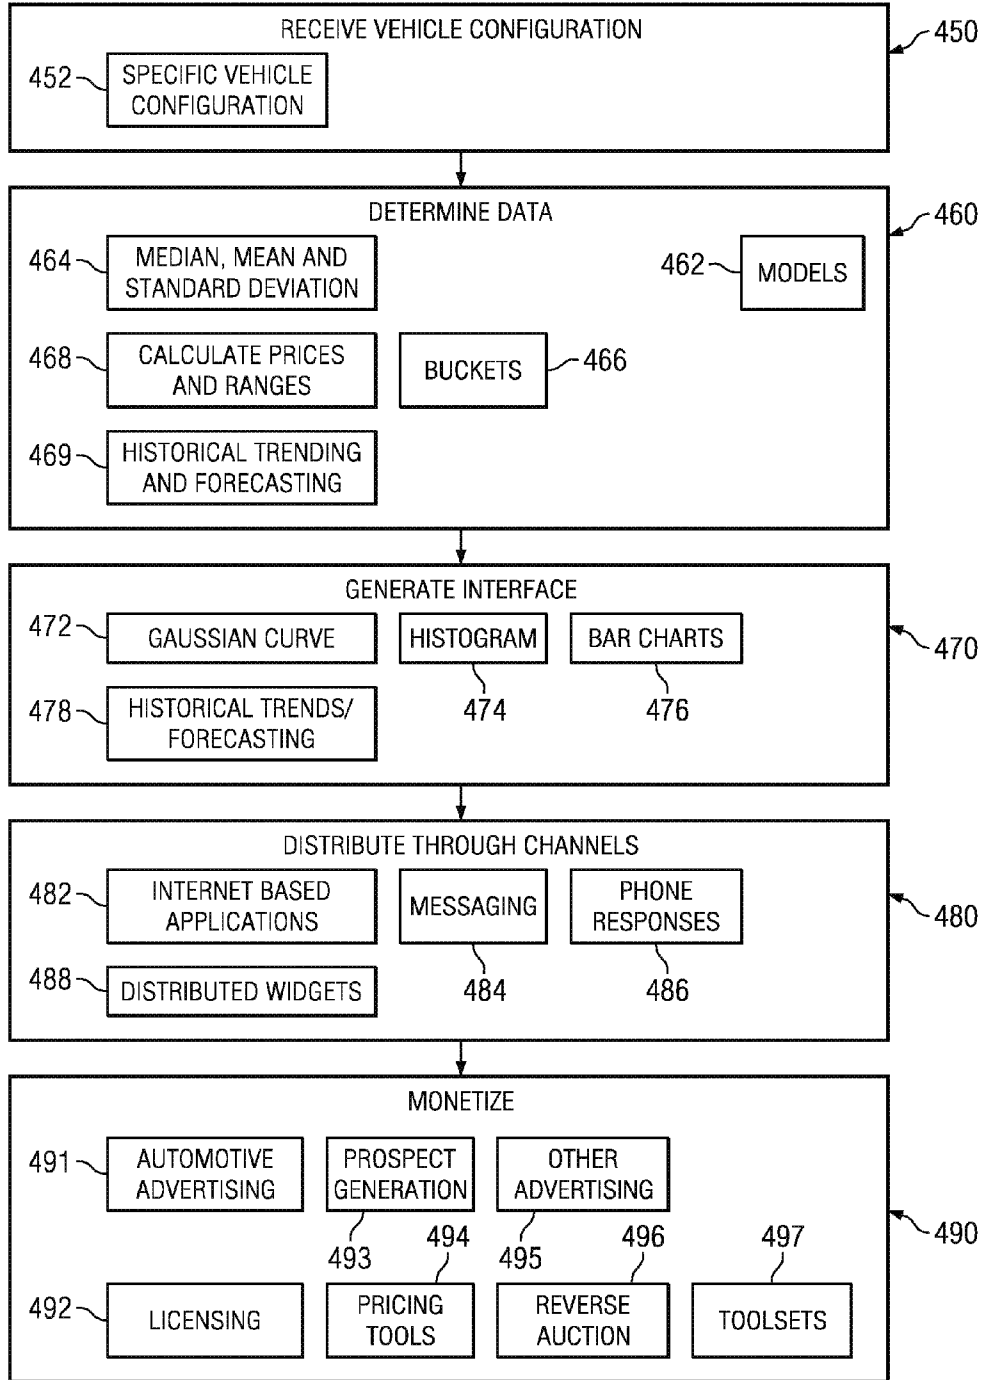 RECEIVE VEHICLE CONFIGURATION
450
452
SPECIFIC VEHICLE
CONFIGURATION
DETERMINE DATA
460
464
MEDIAN, MEAN AND
STANDARD DEVIATION
462
MODELS
468
CALCULATE PRICES
AND RANGES
BUCKETS
466
469
HISTORICAL TRENDING
AND FORECASTING
GENERATE INTERFACE
470
472
GAUSSIAN CURVE
HISTOGRAM
BAR CHARTS
474
476
478
HISTORICAL TRENDS/
FORECASTING
DISTRIBUTE THROUGH CHANNELS
480
482
INTERNET BASED
APPLICATIONS
MESSAGING
PHONE
RESPONSES
484
486
488
DISTRIBUTED WIDGETS
MONETIZE
490
491
AUTOMOTIVE
ADVERTISING
PROSPECT
GENERATION
OTHER
ADVERTISING
493
494
495
496
497
492
LICENSING
PRICING
TOOLS
REVERSE
AUCTION
TOOLSETS